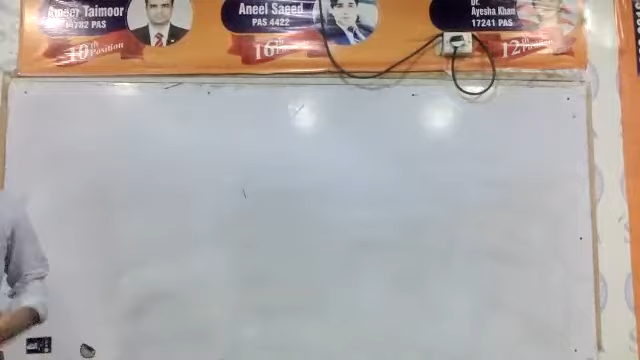 Ameer Taimoor
14782 PAS
10th Position
Aneel Saeed
PAS 4422
16th
Dr.
Ayesha Khan
17241 PAS
12th Position